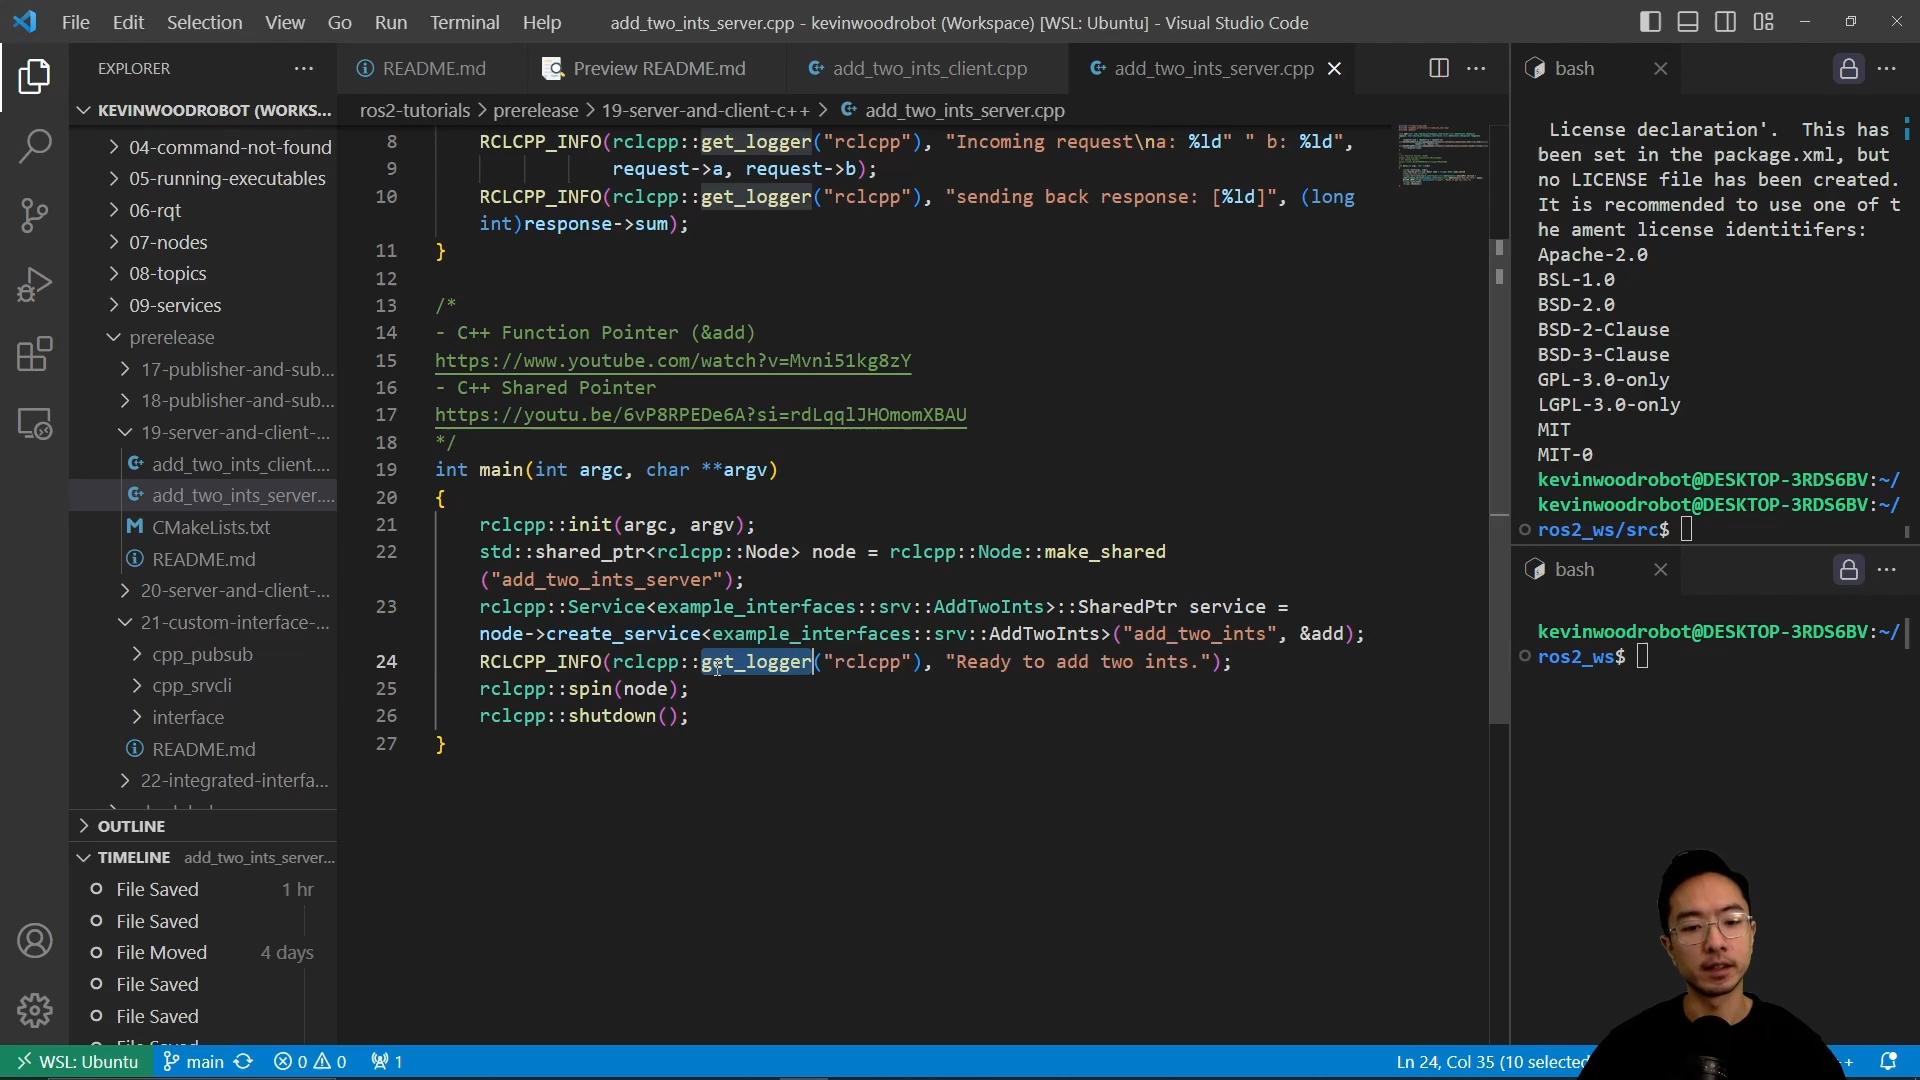 File Edit Selection View Go Run Terminal Help add_two_ints_server.cpp - kevinwoodrobot (Workspace) [WSL: Ubuntu] - Visual Studio Code
EXPLORER
KEVINWOODROBOT (WORKS...
04-command-not-found
05-running-executables
06-rqt
07-nodes
08-topics
09-services
prerelease
17-publisher-and-sub...
18-publisher-and-sub...
19-server-and-client-...
add_two_ints_client....
add_two_ints_server....
CMakeLists.txt
README.md
20-server-and-client-...
21-custom-interface-...
cpp_pubsub
cpp_srvcli
interface
README.md
22-integrated-interfa...
OUTLINE
TIMELINE add_two_ints_server...
File Saved 1 hr
File Saved
File Moved 4 days
File Saved
File Saved
README.md Preview README.md add_two_ints_client.cpp add_two_ints_server.cpp
ros2-tutorials > prerelease > 19-server-and-client-c++ > add_two_ints_server.cpp
8 RCLCPP_INFO(rclcpp::get_logger("rclcpp"), "Incoming request\na: %ld" " b: %ld",
9 request->a, request->b);
10 RCLCPP_INFO(rclcpp::get_logger("rclcpp"), "sending back response: [%ld]", (long
int)response->sum);
11 }
12
13 /*
14 - C++ Function Pointer (&add)
15 https://www.youtube.com/watch?v=Mvni51kg8zY
16 - C++ Shared Pointer
17 https://youtu.be/6vP8RPEDe6A?si=rdLqqlJHOmomXBAU
18 */
19 int main(int argc, char **argv)
20 {
21 rclcpp::init(argc, argv);
22 std::shared_ptr<rclcpp::Node> node = rclcpp::Node::make_shared
("add_two_ints_server");
23 rclcpp::Service<example_interfaces::srv::AddTwoInts>::SharedPtr service =
node->create_service<example_interfaces::srv::AddTwoInts>("add_two_ints", &add);
24 RCLCPP_INFO(rclcpp::get_logger("rclcpp"), "Ready to add two ints.");
25 rclcpp::spin(node);
26 rclcpp::shutdown();
27 }
bash
License declaration'. This has
been set in the package.xml, but
no LICENSE file has been created.
It is recommended to use one of t
he ament license identitifers:
Apache-2.0
BSL-1.0
BSD-2.0
BSD-2-Clause
BSD-3-Clause
GPL-3.0-only
LGPL-3.0-only
MIT
MIT-0
kevinwoodrobot@DESKTOP-3RDS6BV:~/
kevinwoodrobot@DESKTOP-3RDS6BV:~/
ros2_ws/src$
bash
kevinwoodrobot@DESKTOP-3RDS6BV:~/
ros2_ws$
WSL: Ubuntu main 0 0 1 Ln 24, Col 35 (10 selected